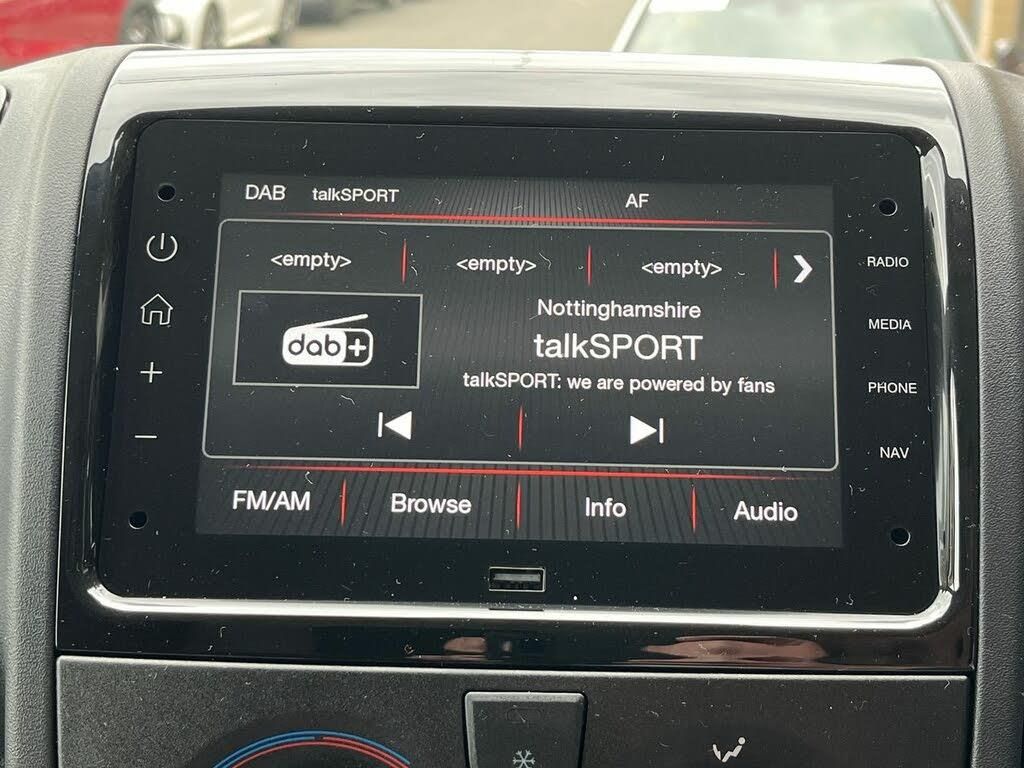 DAB talkSPORT AF
<empty> <empty> <empty>
Nottinghamshire
dab+
talkSPORT
talkSPORT: we are powered by fans
FM/AM Browse Info Audio
RADIO
MEDIA
PHONE
NAV